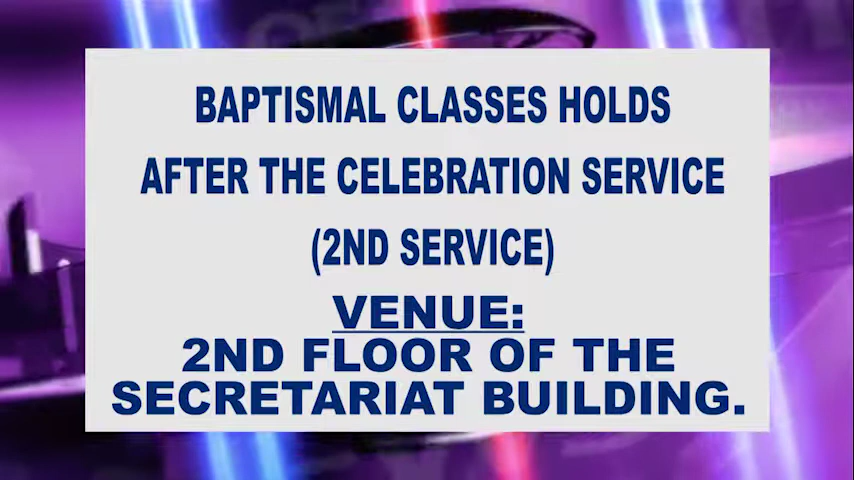 BAPTISMAL CLASSES HOLDS
AFTER THE CELEBRATION SERVICE
(2ND SERVICE)
VENUE:
2ND FLOOR OF THE
SECRETARIAT BUILDING.